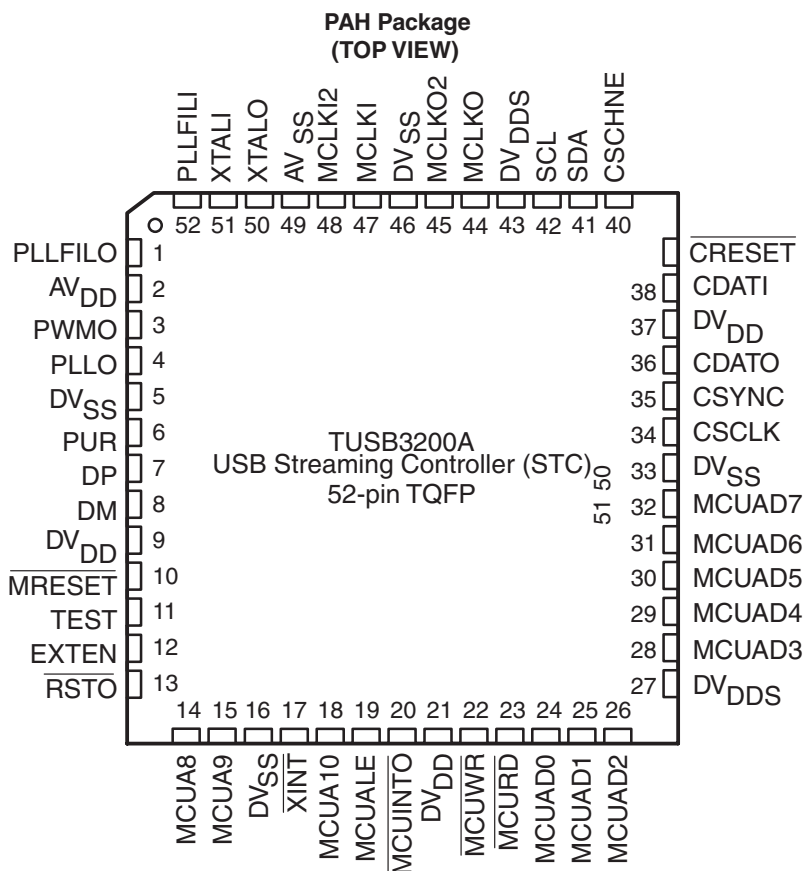 PAH Package
(TOP VIEW)
PLLFILI
XTALI
XTALO
AVSS
MCLKI2
MCLKI
DVSS
MCLKO2
MCLKO
DVDDS
SCL
SDA
CSCHNE
52 51 50 49 48 47 46 45 44 43 42 41 40
PLLFILO 1
AVDD 2
PWMO 3
PLLO 4
DVSS 5
PUR 6
DP 7
DM 8
DVDD 9
MRESET 10
TEST 11
EXTEN 12
RSTO 13
TUSB3200A
USB Streaming Controller (STC)
52-pin TQFP
51 50
CRESET
38 CDATI
37 DVDD
36 CDATO
35 CSYNC
34 CSCLK
33 DVSS
32 MCUAD7
31 MCUAD6
30 MCUAD5
29 MCUAD4
28 MCUAD3
27 DVDDS
14 15 16 17 18 19 20 21 22 23 24 25 26
MCUA8
MCUA9
DVSS
XINT
MCUA10
MCUALE
MCUINTO
DVDD
MCUWR
MCURD
MCUAD0
MCUAD1
MCUAD2